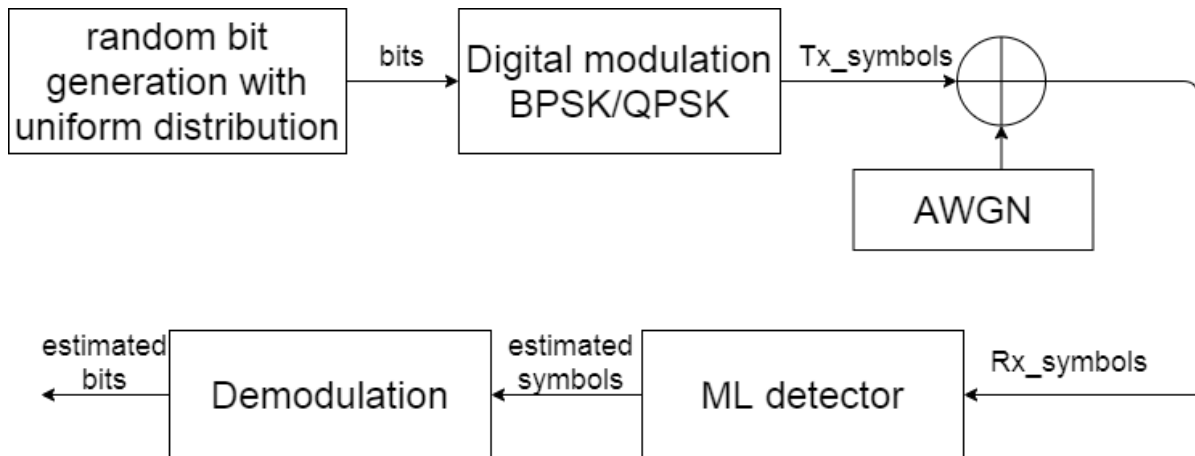 random bit
generation with
uniform distribution
bits
Digital modulation
BPSK/QPSK
Tx_symbols
AWGN
estimated
bits
Demodulation
estimated
symbols
ML detector
Rx_symbols